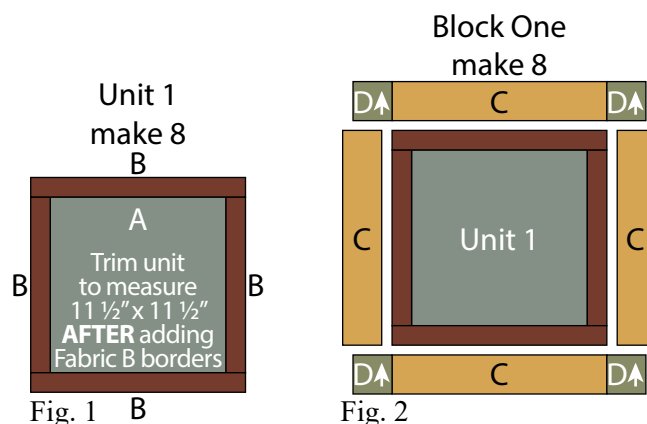 Unit 1
make 8
B
A
Trim unit
to measure
11 ½” x 11 ½”
AFTER adding
Fabric B borders
B
B
B
Fig. 1
Block One
make 8
D
C
D
C
Unit 1
C
D
C
D
Fig. 2